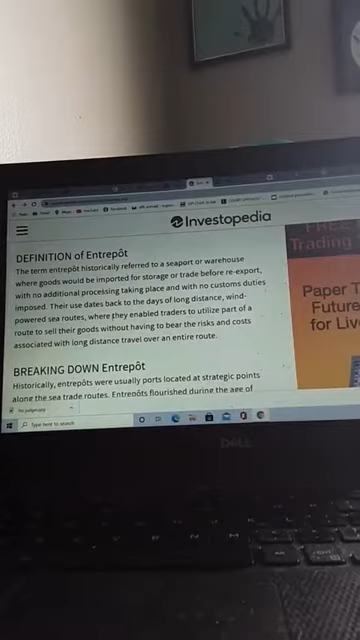 Investopedia
DEFINITION of Entrepôt
The term entrepôt historically referred to a seaport or warehouse
where goods would be imported for storage or trade before re-export,
with no additional processing taking place and with no customs duties
imposed. Their use dates back to the days of long distance, wind-
powered sea routes, where they enabled traders to utilize part of a
route to sell their goods without having to bear the risks and costs
associated with long distance travel over an entire route.
BREAKING DOWN Entrepôt
Historically, entrepôts were usually ports located at strategic points
along the sea trade routes. Entrepôts flourished during the age of
FREE
Trading
Paper T
Future
for Liv
Type here to search
DELL